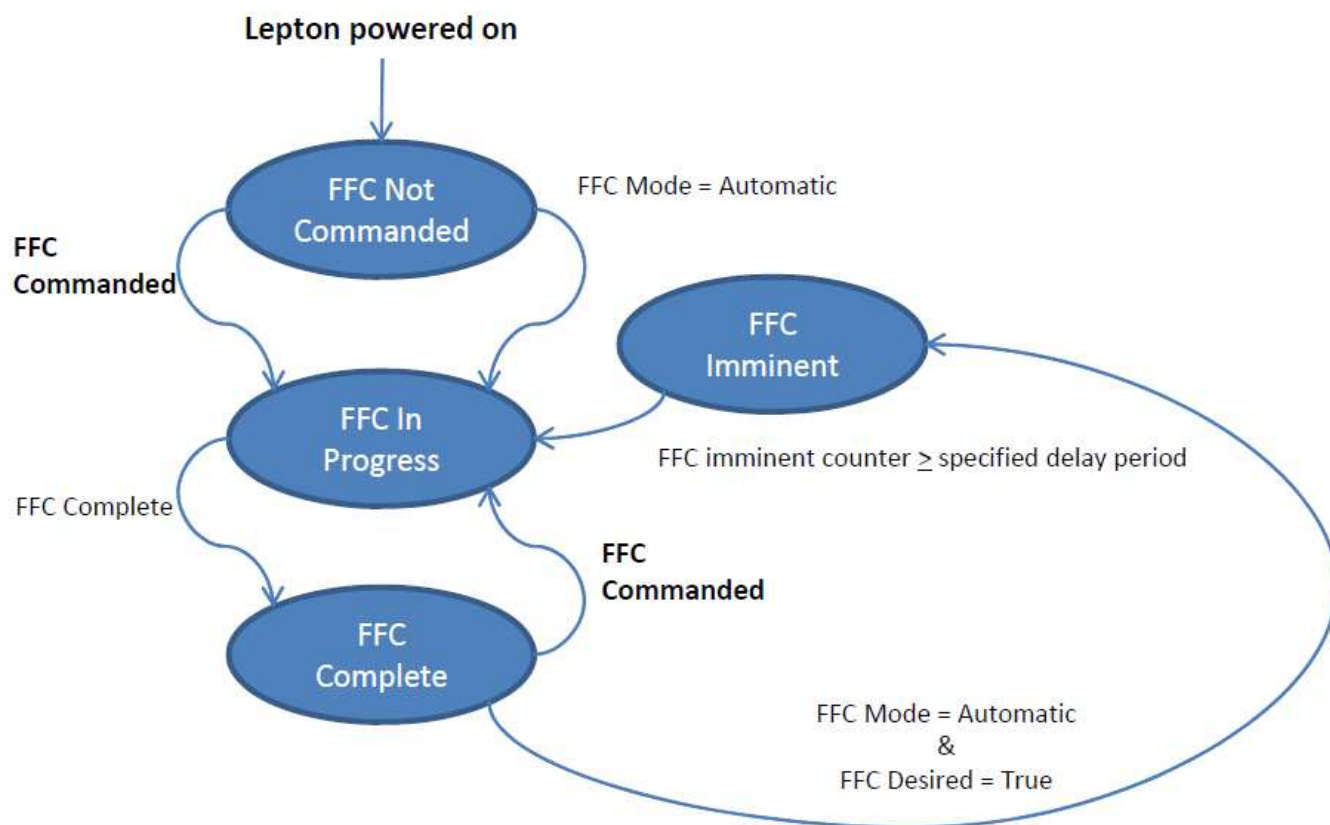 Lepton powered on
FFC Not
Commanded
FFC Mode = Automatic
FFC
Commanded
FFC
Imminent
FFC In
Progress
FFC imminent counter ≥ specified delay period
FFC Complete
FFC
Commanded
FFC
Complete
FFC Mode = Automatic
&
FFC Desired = True